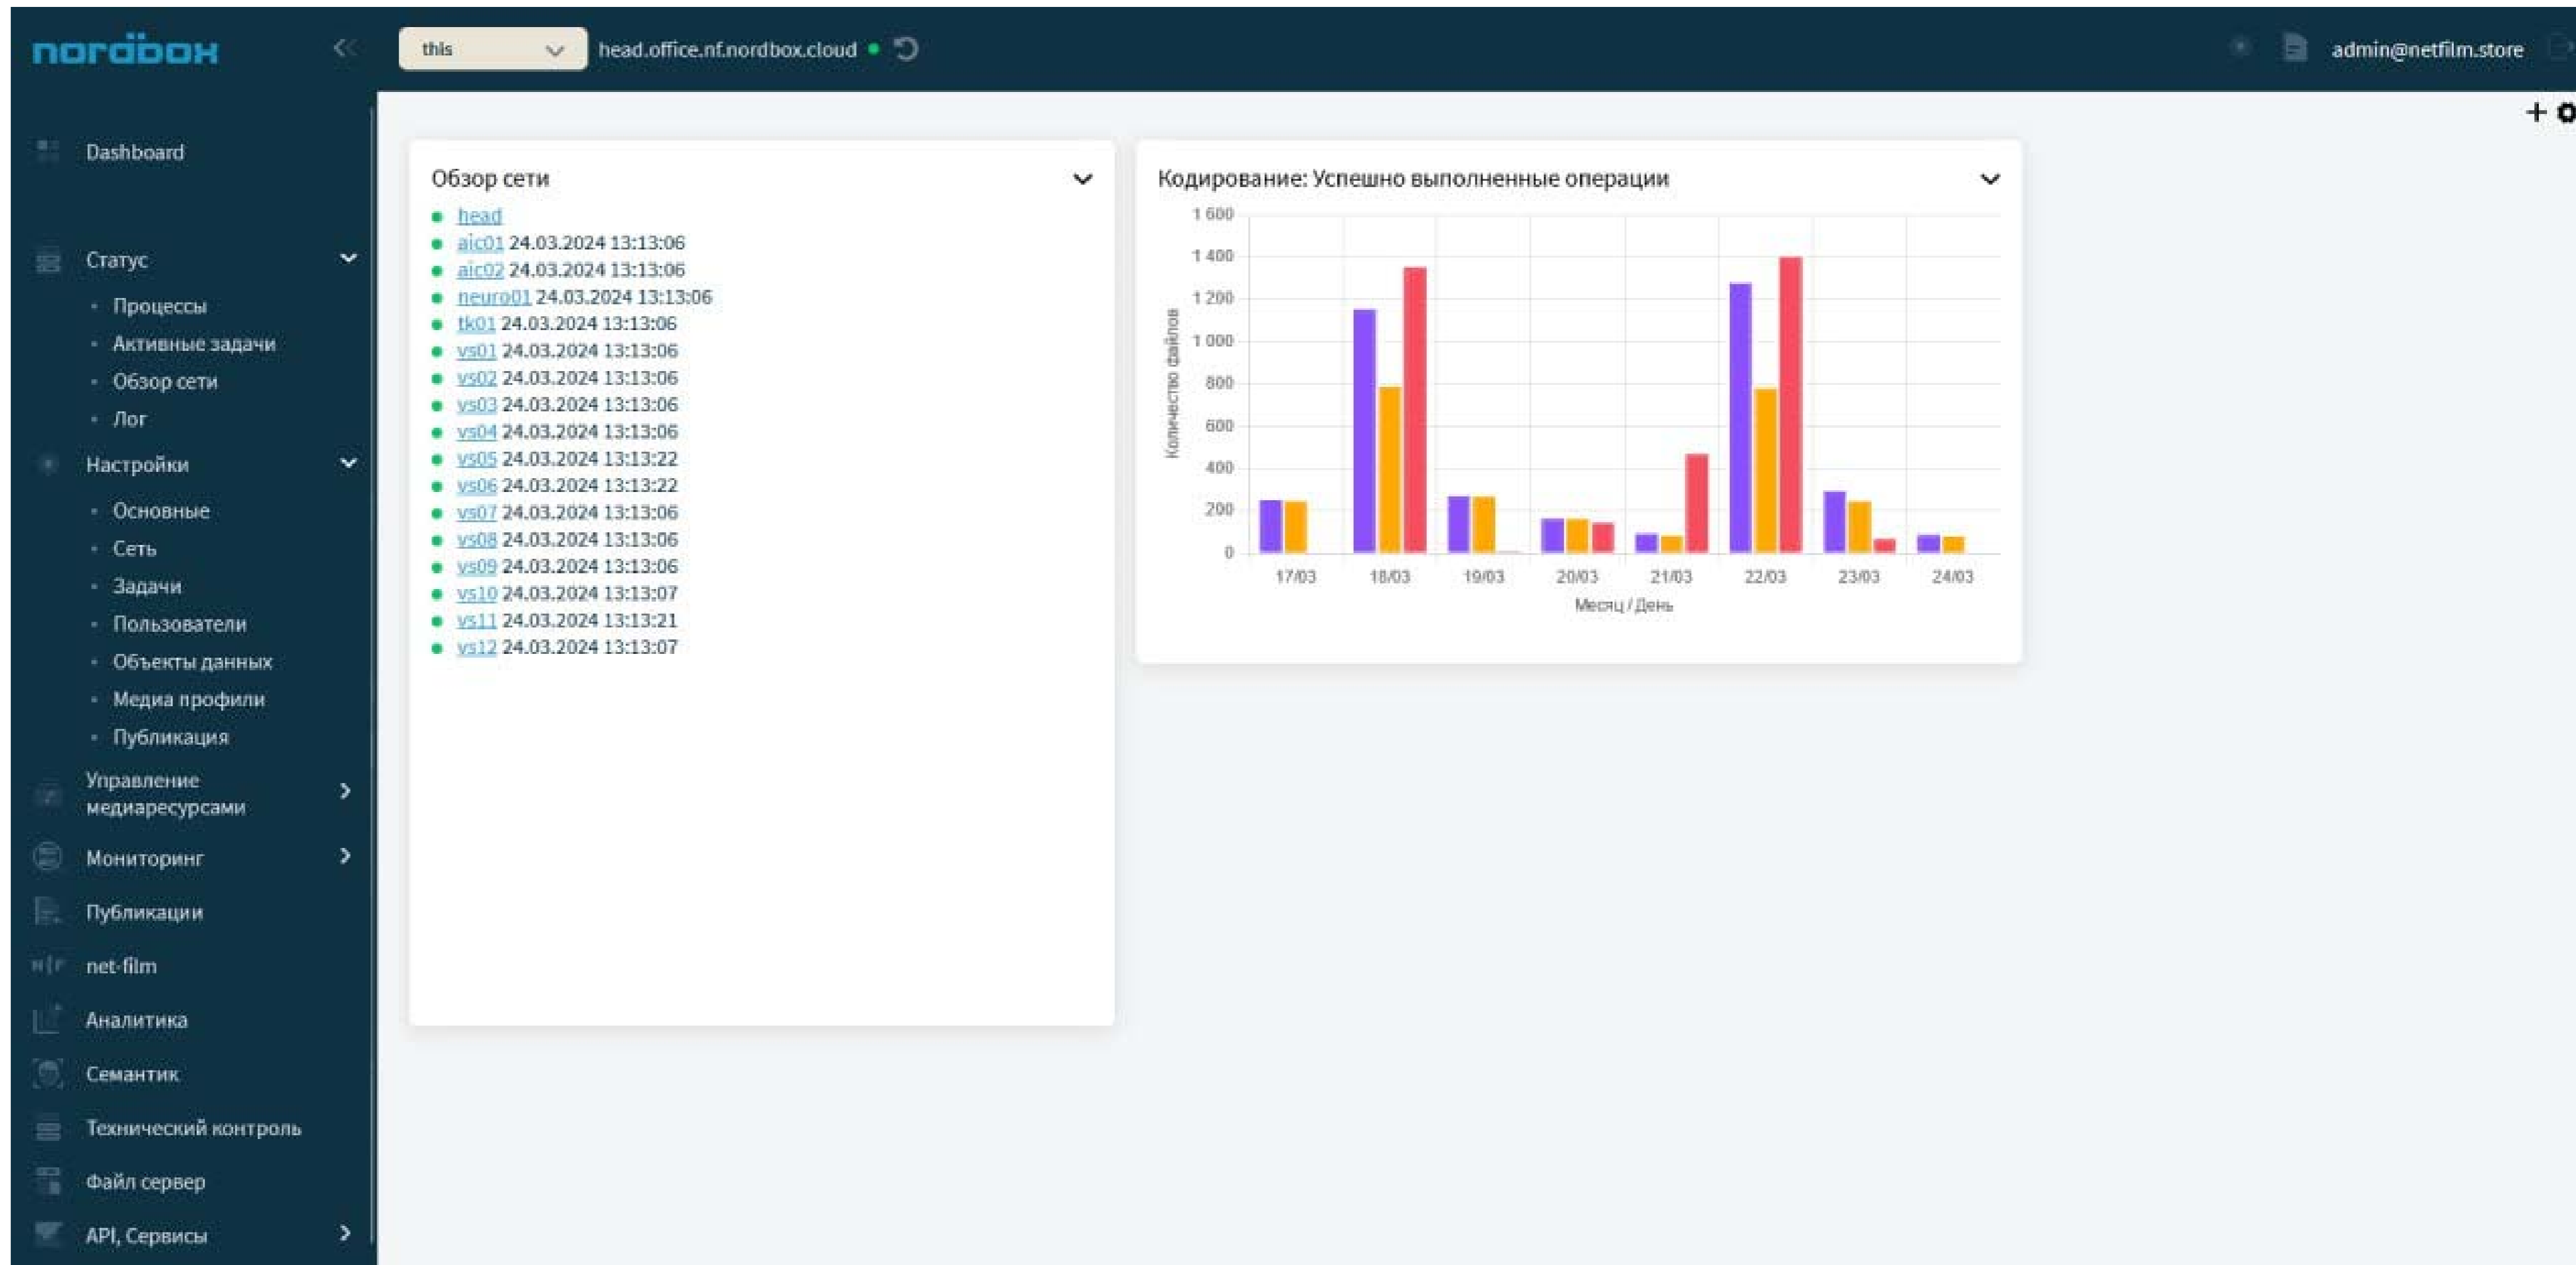 nordbox
this
head.office.nf.nordbox.cloud
admin@netfilm.store
Dashboard
Статус
Процессы
Активные задачи
Обзор сети
Лог
Настройки
Основные
Сеть
Задачи
Пользователи
Объекты данных
Медиа профили
Публикация
Управление
медиаресурсами
Мониторинг
Публикации
net-film
Аналитика
Семантик
Технический контроль
Файл сервер
API, Сервисы
Обзор сети
head
aic01 24.03.2024 13:13:06
aic02 24.03.2024 13:13:06
neuro01 24.03.2024 13:13:06
tk01 24.03.2024 13:13:06
vs01 24.03.2024 13:13:06
vs02 24.03.2024 13:13:06
vs03 24.03.2024 13:13:06
vs04 24.03.2024 13:13:06
vs05 24.03.2024 13:13:22
vs06 24.03.2024 13:13:22
vs07 24.03.2024 13:13:06
vs08 24.03.2024 13:13:06
vs09 24.03.2024 13:13:06
vs10 24.03.2024 13:13:07
vs11 24.03.2024 13:13:21
vs12 24.03.2024 13:13:07
Кодирование: Успешно выполненные операции
Количество файлов
1 600
1 400
1 200
1 000
800
600
400
200
0
17/03 18/03 19/03 20/03 21/03 22/03 23/03 24/03
Месяц / День